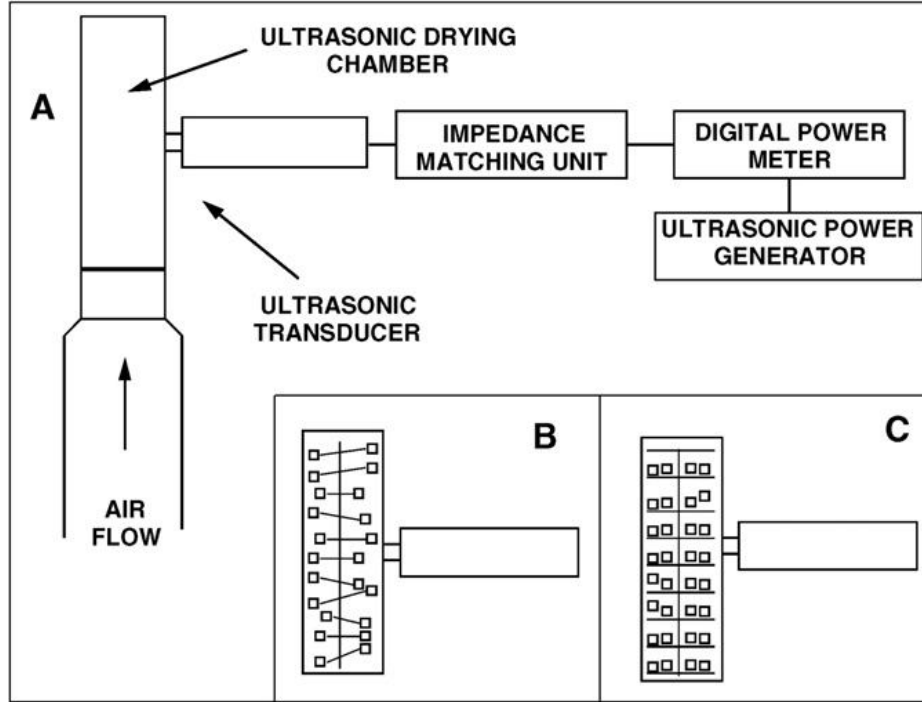 ULTRASONIC DRYING
CHAMBER
A
IMPEDANCE
MATCHING UNIT
DIGITAL POWER
METER
ULTRASONIC POWER
GENERATOR
ULTRASONIC
TRANSDUCER
AIR
FLOW
B
C